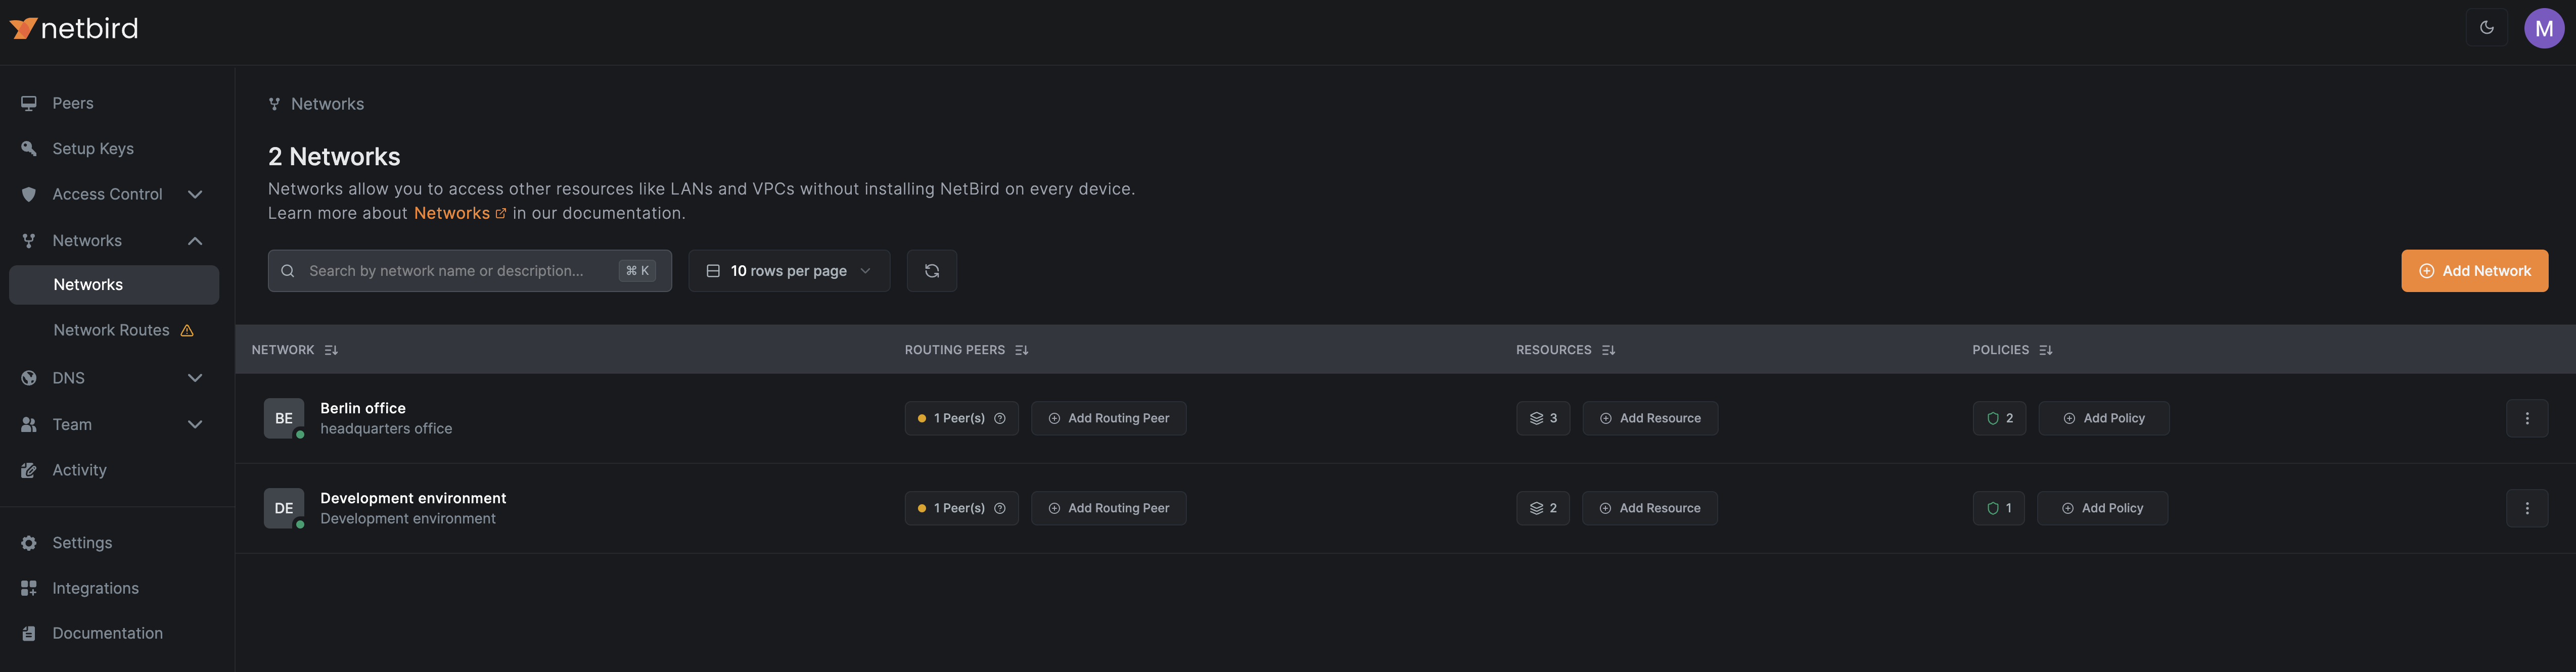 netbird
M
Peers
Setup Keys
Access Control
Networks
Networks
Network Routes
DNS
Team
Activity
Settings
Integrations
Documentation
Networks
2 Networks
Networks allow you to access other resources like LANs and VPCs without installing NetBird on every device.
Learn more about Networks in our documentation.
Search by network name or description... ⌘ K
10 rows per page
Add Network
NETWORK ROUTING PEERS RESOURCES POLICIES
BE Berlin office
headquarters office
1 Peer(s) Add Routing Peer 3 Add Resource 2 Add Policy
DE Development environment
Development environment
1 Peer(s) Add Routing Peer 2 Add Resource 1 Add Policy